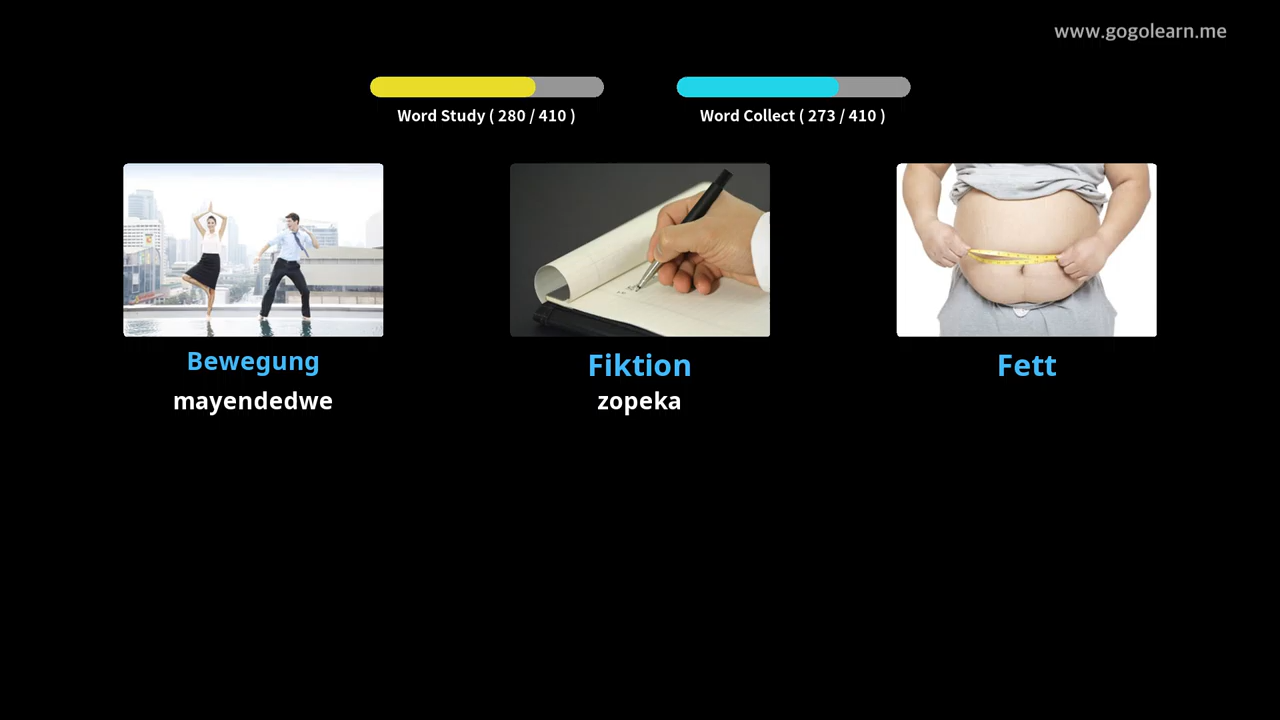 www.gogolearn.me
Word Study ( 280 / 410 )
Word Collect ( 273 / 410 )
Bewegung
Fiktion
Fett
mayendedwe
zopeka